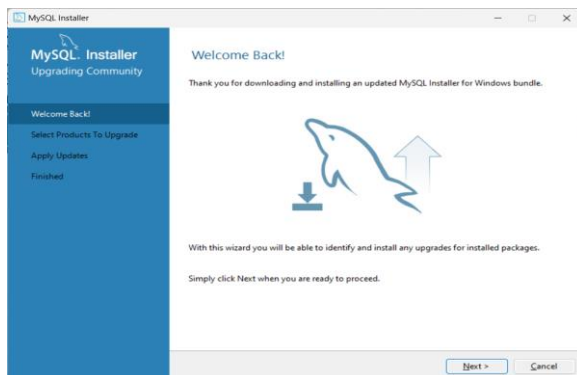 MySQL Installer
MySQL. Installer
Upgrading Community
Welcome Back!
Select Products To Upgrade
Apply Updates
Finished
Welcome Back!
Thank you for downloading and installing an updated MySQL Installer for Windows bundle.
With this wizard you will be able to identify and install any upgrades for installed packages.
Simply click Next when you are ready to proceed.
Next >
Cancel